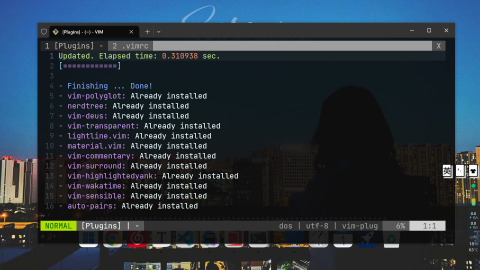 [Plugins] - (~) - VIM
1 [Plugins] - 2 .vimrc X
1 Updated. Elapsed time: 0.310938 sec.
2 [============]
3
4 - Finishing ... Done!
5 - vim-polyglot: Already installed
6 - nerdtree: Already installed
7 - vim-deus: Already installed
8 - vim-transparent: Already installed
9 - lightline.vim: Already installed
10 - material.vim: Already installed
11 - vim-commentary: Already installed
12 - vim-surround: Already installed
13 - vim-highlightedyank: Already installed
14 - vim-wakatime: Already installed
15 - vim-sensible: Already installed
16 - auto-pairs: Already installed
NORMAL [Plugins] | - dos | utf-8 | vim-plug 6% 1:1
英